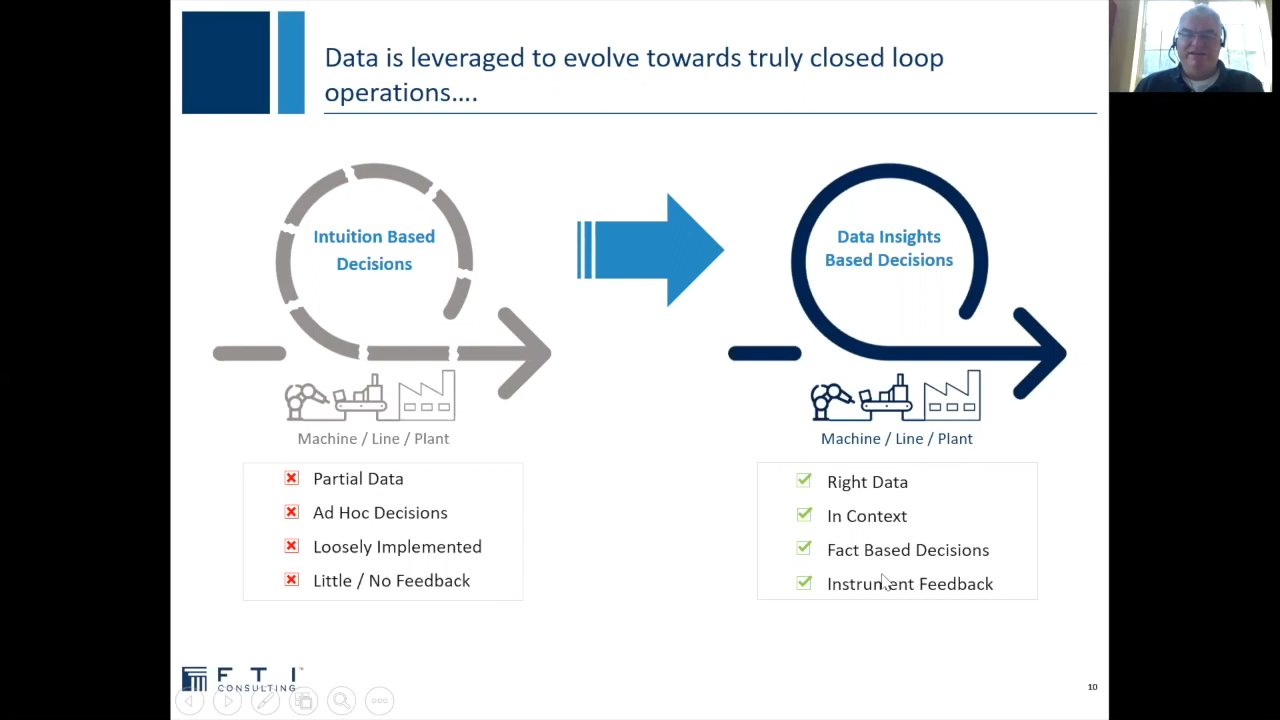 Data is leveraged to evolve towards truly closed loop
operations....
Intuition Based
Decisions
Data Insights
Based Decisions
Machine / Line / Plant
Machine / Line / Plant
Partial Data
Ad Hoc Decisions
Loosely Implemented
Little / No Feedback
Right Data
In Context
Fact Based Decisions
Instrument Feedback
F T I ™
CONSULTING
10